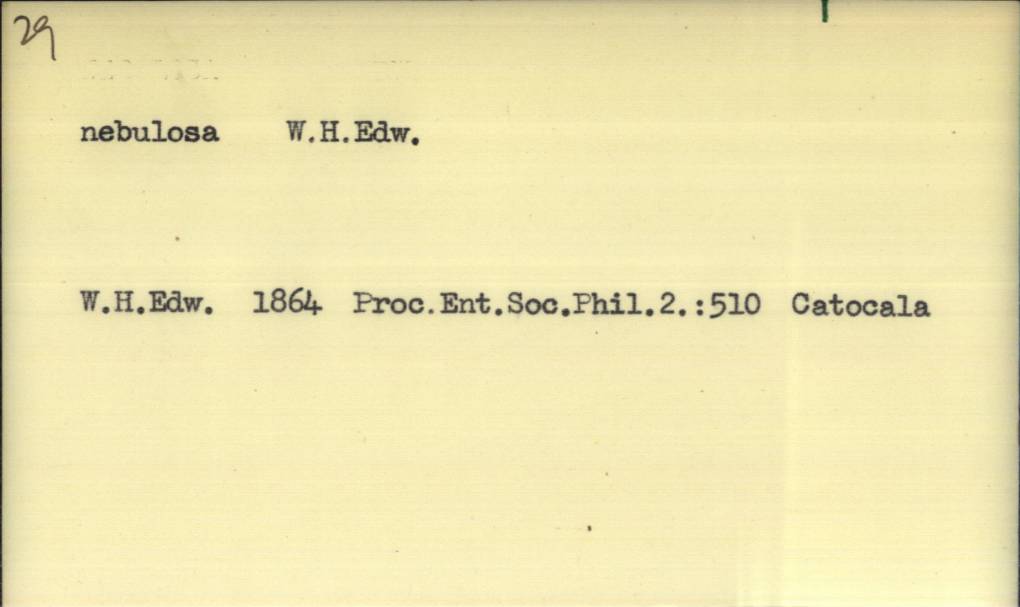 29
nebulosa W.H.Edw.
W.H.Edw. 1864 Proc.Ent.Soc.Phil.2.:510 Catocala